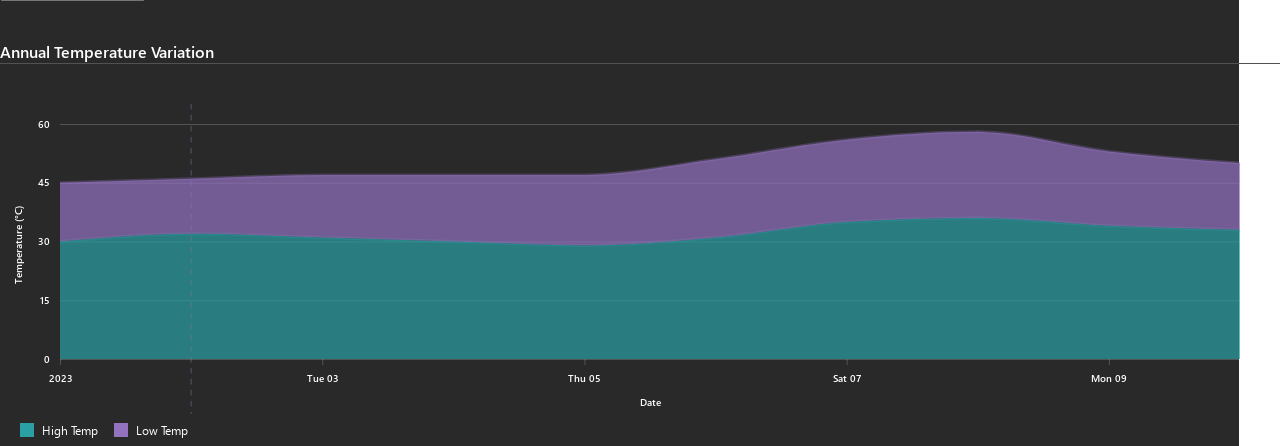 Annual Temperature Variation
60
45
30
15
0
Temperature (°C)
2023 Tue 03 Thu 05 Sat 07 Mon 09
Date
High Temp Low Temp